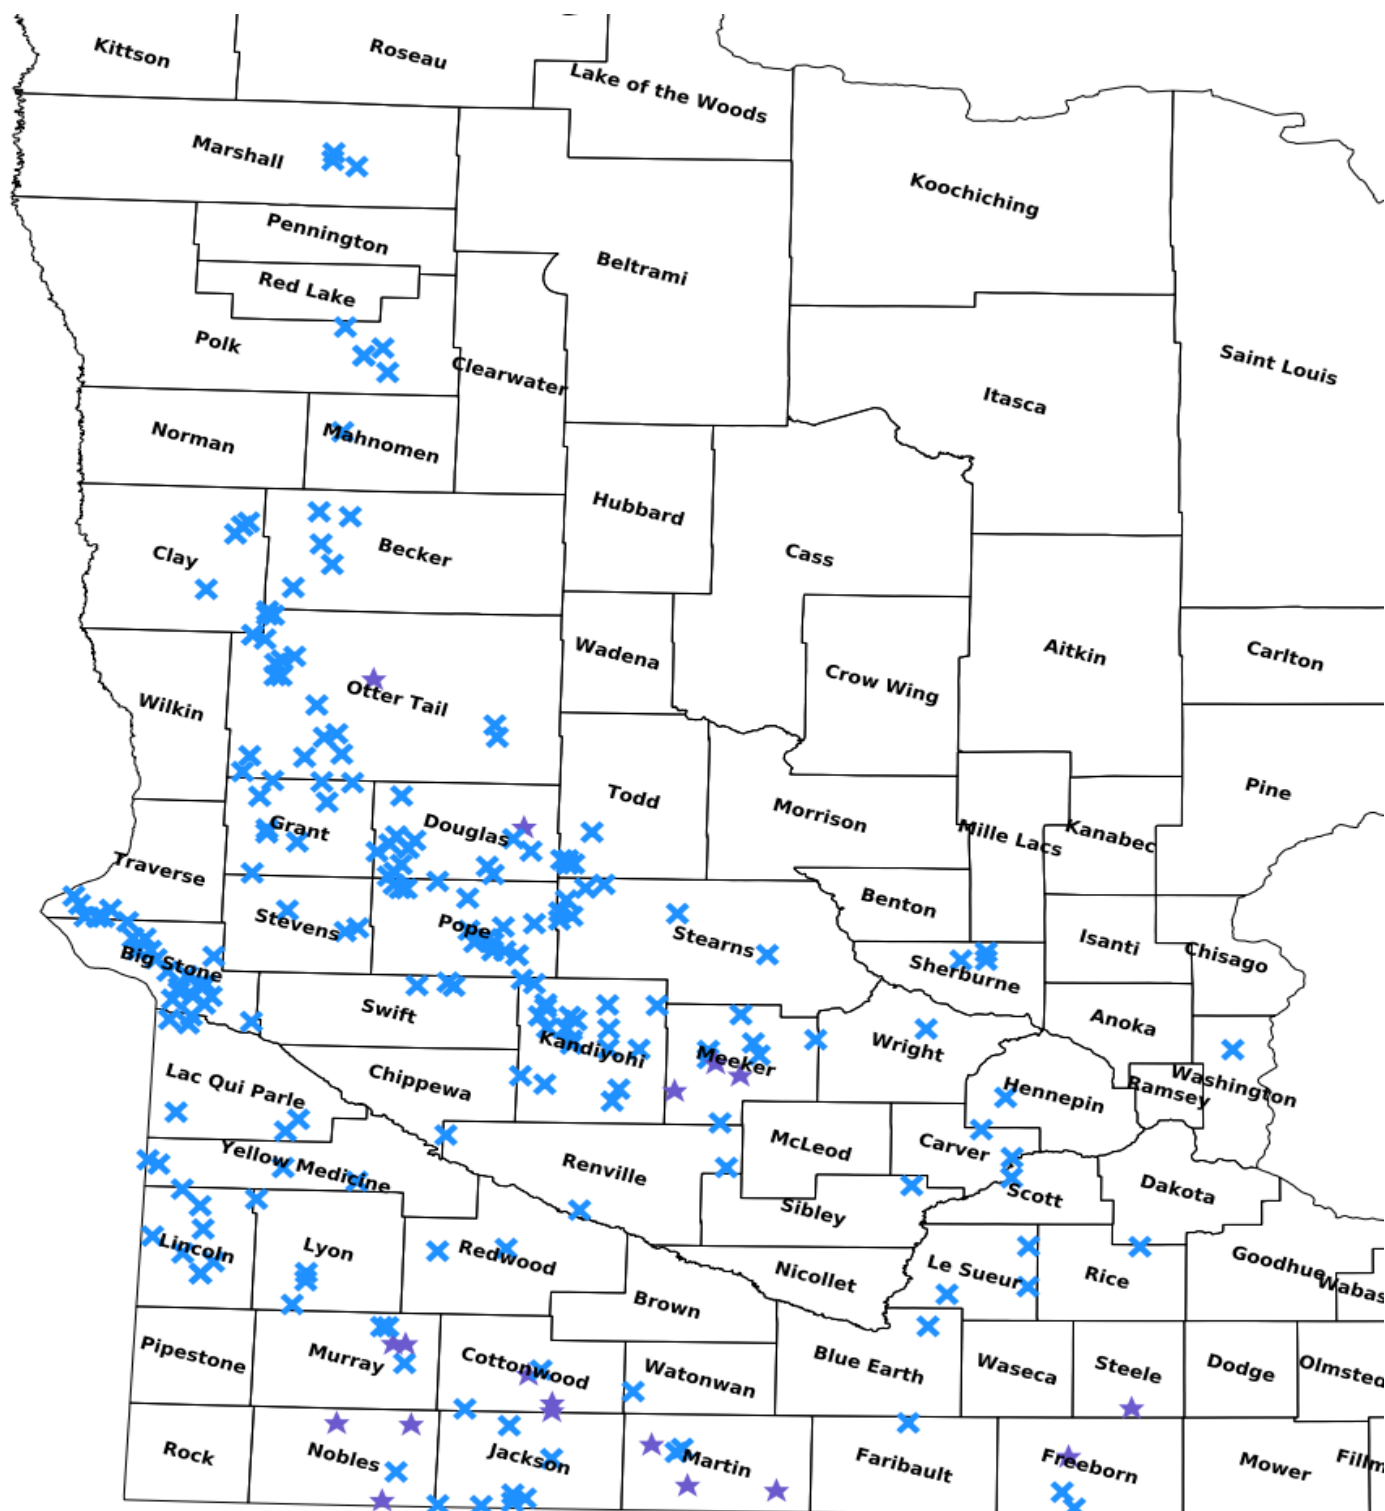 Kittson
Roseau
Lake of the Woods
Marshall
Koochiching
Pennington
Beltrami
Red Lake
Polk
Clearwater
Saint Louis
Itasca
Norman
Mahnomen
Hubbard
Clay
Becker
Cass
Wadena
Aitkin
Carlton
Crow Wing
Wilkin
Otter Tail
Todd
Pine
Morrison
Grant
Douglas
Mille Lacs
Kanabec
Traverse
Benton
Stevens
Pope
Stearns
Isanti
Chisago
Big Stone
Sherburne
Swift
Anoka
Kandiyohi
Meeker
Wright
Lac Qui Parle
Chippewa
Hennepin
Ramsey
Washington
McLeod
Carver
Yellow Medicine
Renville
Scott
Dakota
Sibley
Lincoln
Lyon
Redwood
Nicollet
Le Sueur
Rice
Goodhue
Wabas
Brown
Pipestone
Murray
Cottonwood
Watonwan
Blue Earth
Waseca
Steele
Dodge
Olmsted
Rock
Nobles
Jackson
Martin
Faribault
Freeborn
Mower
Fillm